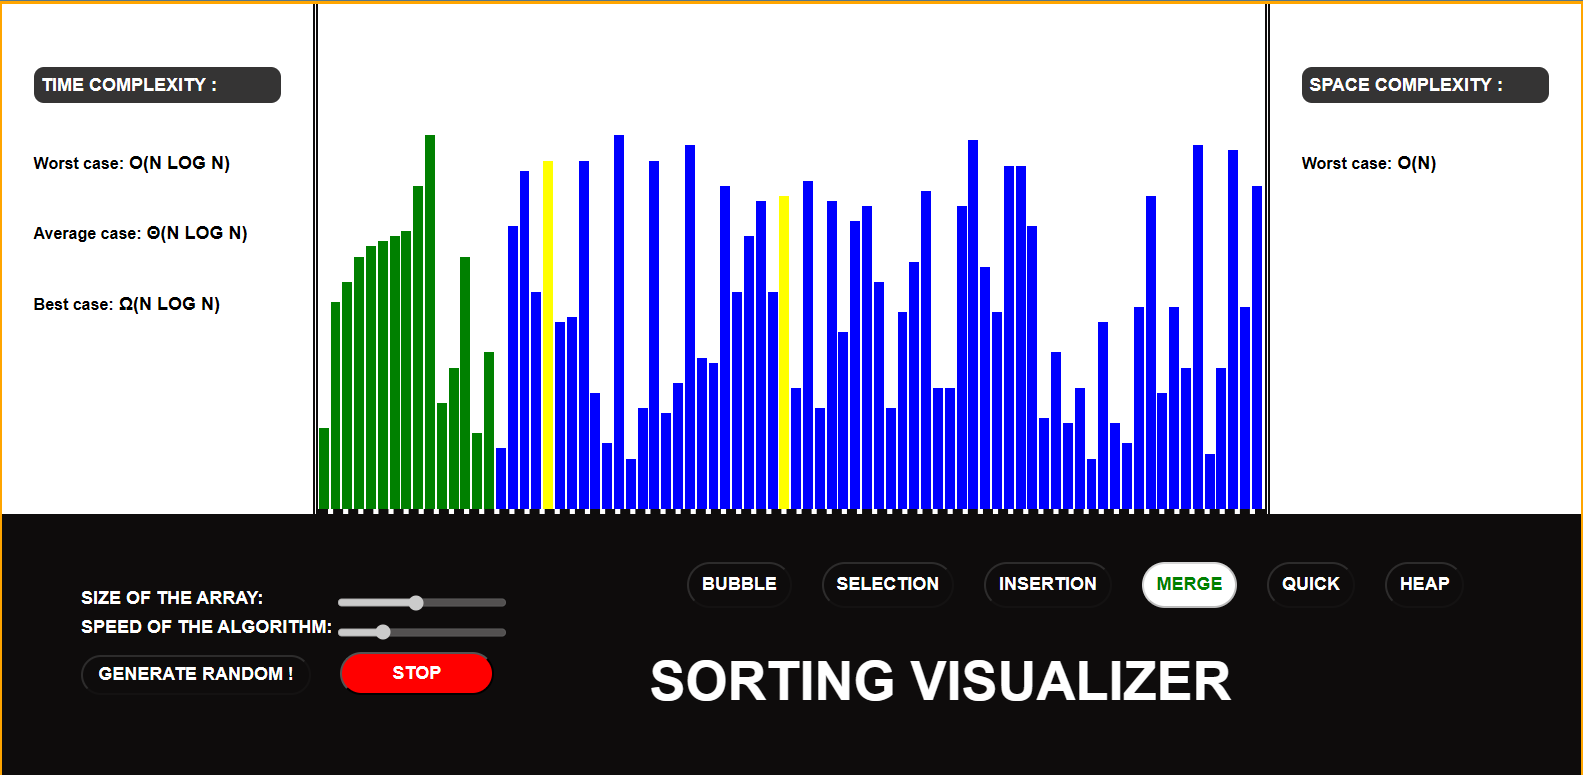 TIME COMPLEXITY :
Worst case: O(N LOG N)
Average case: Θ(N LOG N)
Best case: Ω(N LOG N)
SPACE COMPLEXITY :
Worst case: O(N)
SIZE OF THE ARRAY:
SPEED OF THE ALGORITHM:
GENERATE RANDOM !
STOP
BUBBLE
SELECTION
INSERTION
MERGE
QUICK
HEAP
SORTING VISUALIZER